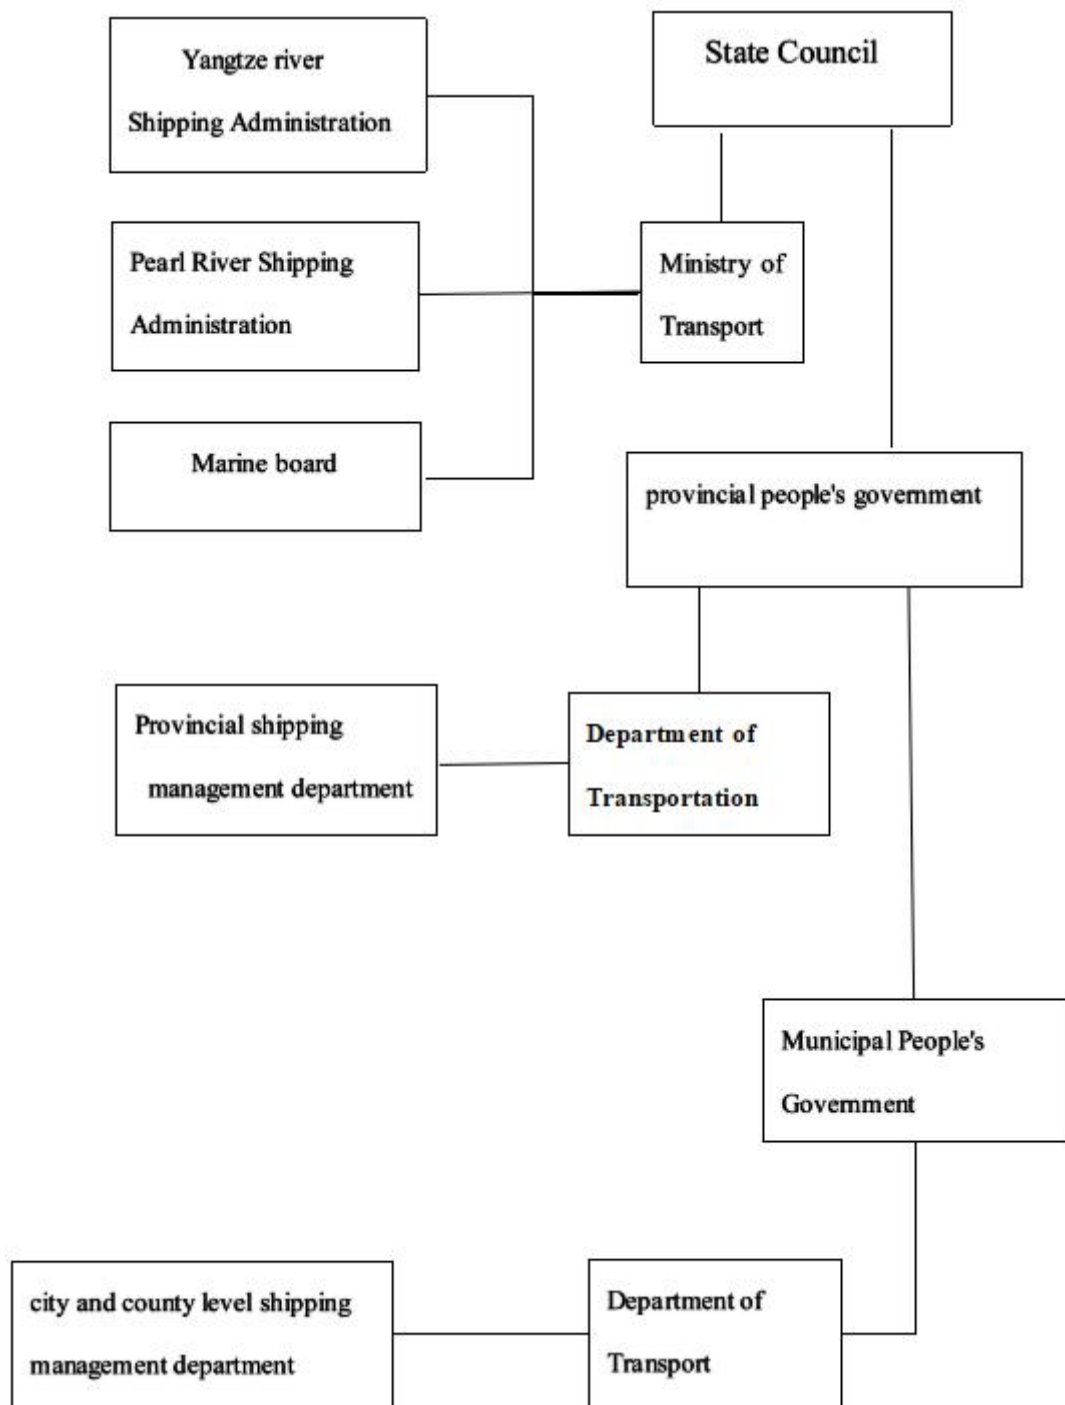 Yangtze river
Shipping Administration
State Council
Pearl River Shipping
Administration
Ministry of
Transport
Marine board
provincial people's government
Provincial shipping
management department
Department of
Transportation
Municipal People's
Government
city and county level shipping
management department
Department of
Transport